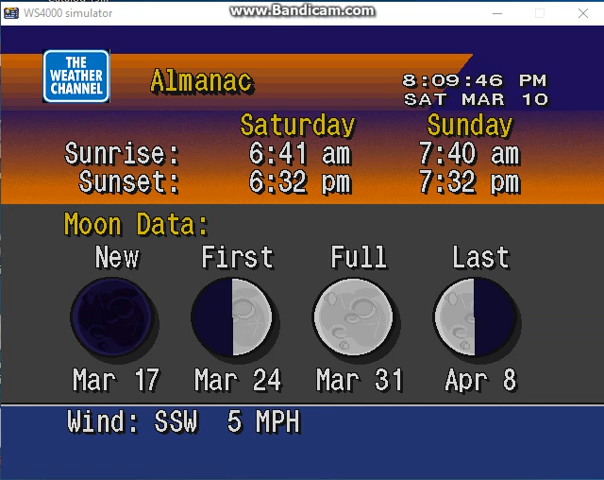 WS4000 simulator
www.Bandicam.com
THE
WEATHER
CHANNEL
Almanac
8:09:46 PM
SAT MAR 10
Saturday Sunday
Sunrise: 6:41 am 7:40 am
Sunset: 6:32 pm 7:32 pm
Moon Data:
New First Full Last
Mar 17 Mar 24 Mar 31 Apr 8
Wind: SSW 5 MPH